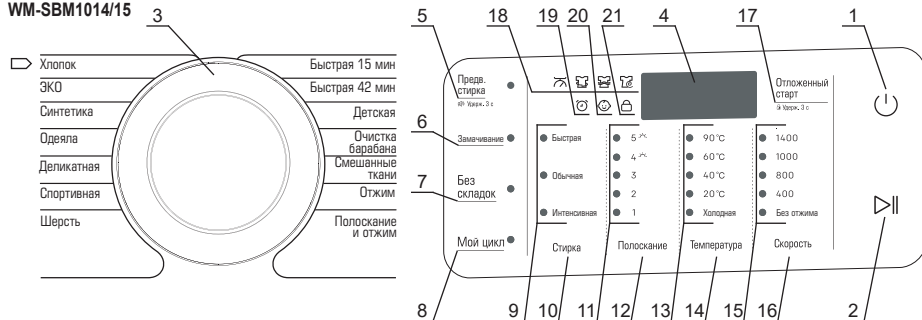 WM-SBM1014/15
3
Хлопок
ЭКО
Синтетика
Одеяла
Деликатная
Спортивная
Шерсть
Быстрая 15 мин
Быстрая 42 мин
Детская
Очистка
барабана
Смешанные
ткани
Отжим
Полоскание
и отжим
5
18
19
20
21
4
17
1
Предв.
стирка
Удерж. 3 с
6
Замачивание
7
Без
складок
Мой цикл
8
Быстрая
Обычная
Интенсивная
Стирка
5
4
3
2
1
Полоскание
90°C
60°C
40°C
20°C
Холодная
Температура
1400
1000
800
400
Без отжима
Скорость
Отложенный
старт
Удерж. 3 с
9
10
11
12
13
14
15
16
2